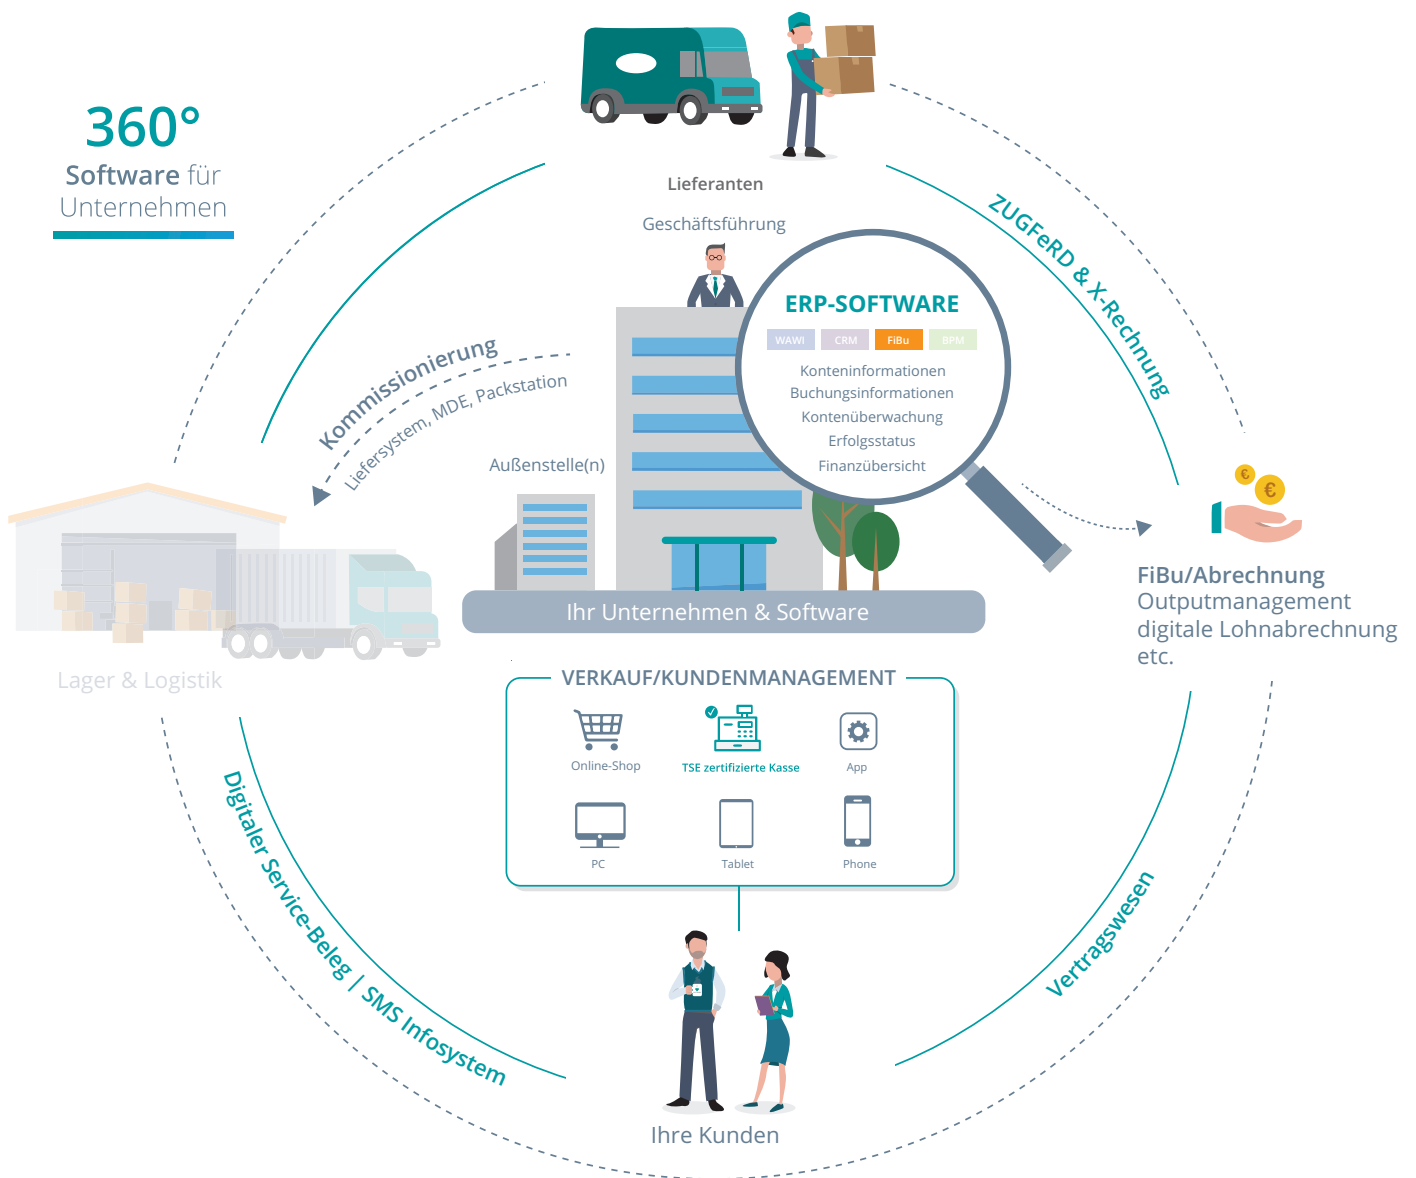 360°
Software für
Unternehmen
Lieferanten
Geschäftsführung
ZUGFeRD & X-Rechnung
ERP-SOFTWARE
WAWI CRM FiBu BPM
Konteninformationen
Buchungsinformationen
Kontenüberwachung
Erfolgsstatus
Finanzübersicht
Kommissionierung
Liefersystem, MDE, Packstation
Außenstelle(n)
€ €
FiBu/Abrechnung
Outputmanagement
digitale Lohnabrechnung
etc.
Ihr Unternehmen & Software
Lager & Logistik
VERKAUF/KUNDENMANAGEMENT
Online-Shop TSE zertifizierte Kasse App
PC Tablet Phone
Digitaler Service-Beleg | SMS Infosystem
Vertragswesen
Ihre Kunden